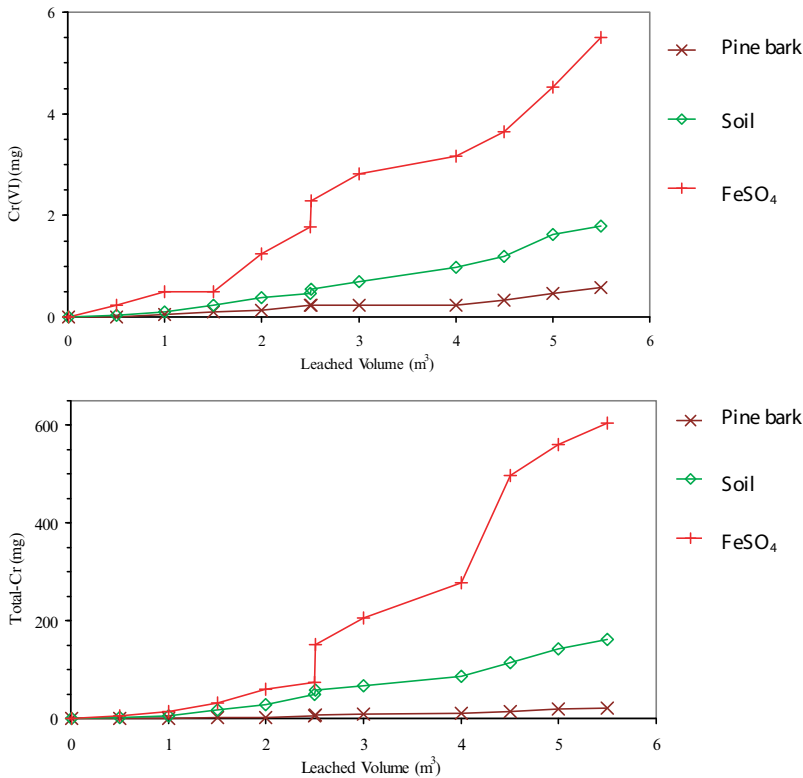 6
4
2
0
Cr(VI) (mg)
0 1 2 3 4 5 6
Leached Volume (m³)
Pine bark
Soil
FeSO₄
600
400
200
0
Total-Cr (mg)
0 1 2 3 4 5 6
Leached Volume (m³)
Pine bark
Soil
FeSO₄